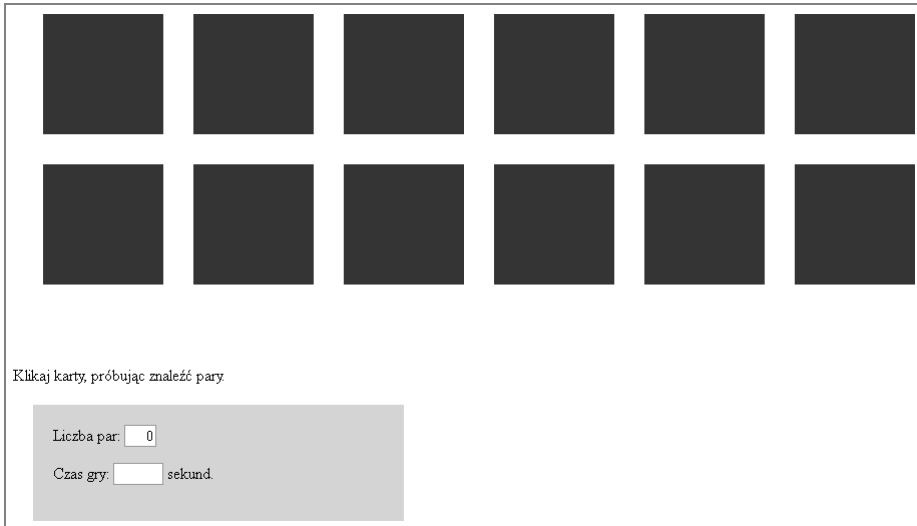 Klikaj karty, próbując znaleźć pary.
Liczba par: 0
Czas gry: sekund.